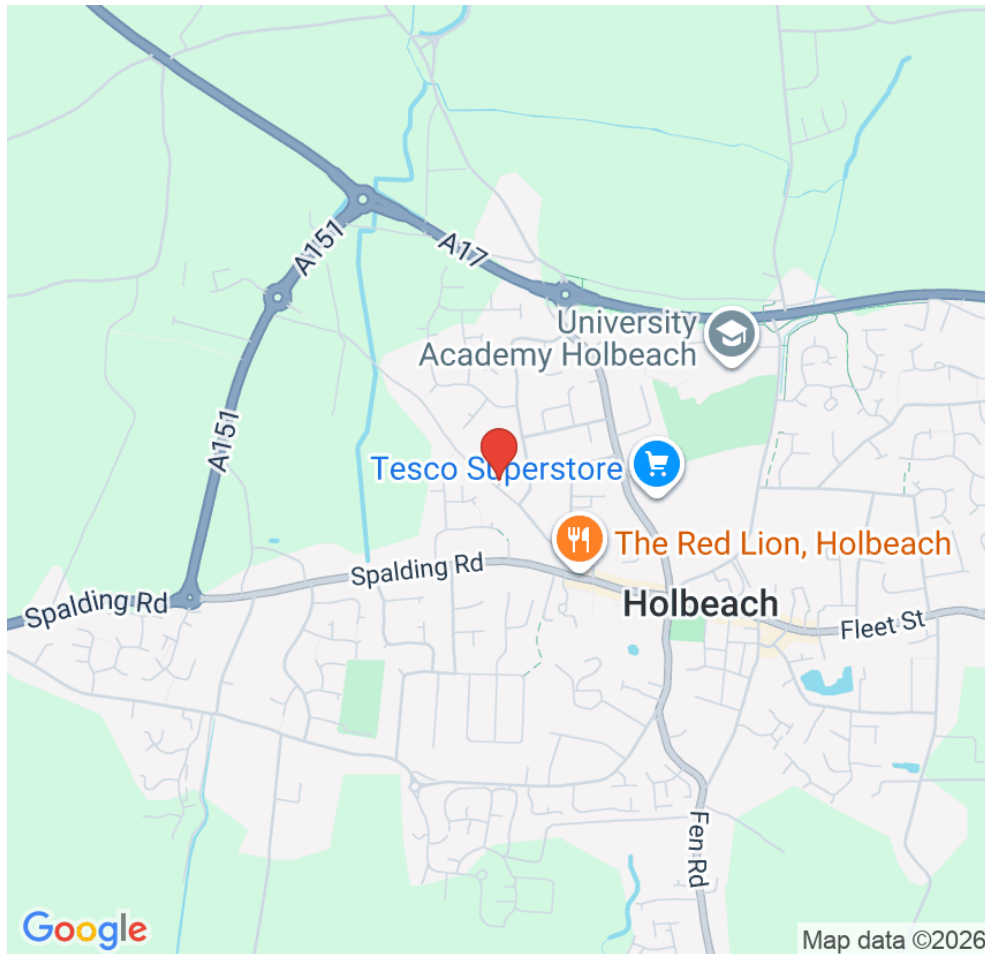 A151
A17
University
Academy Holbeach
A151
Tesco Superstore
The Red Lion, Holbeach
Spalding Rd
Spalding Rd
Holbeach
Fleet St
Fen Rd
Google
Map data ©2026